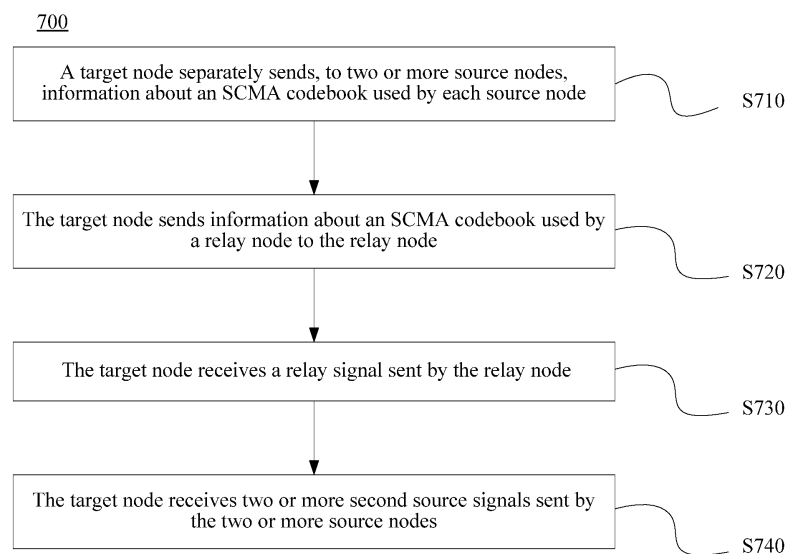 700
A target node separately sends, to two or more source nodes,
information about an SCMA codebook used by each source node
S710
The target node sends information about an SCMA codebook used by
a relay node to the relay node
S720
The target node receives a relay signal sent by the relay node
S730
The target node receives two or more second source signals sent by
the two or more source nodes
S740